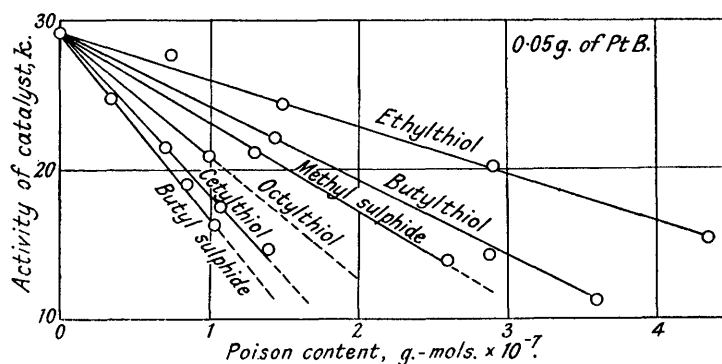 30
0·05g. of Pt B.
Ethylthiol
20
Activity of catalyst, k.
Butylthiol
Methyl sulphide
Octylthiol
Cetylthiol
Butyl sulphide
10
0 1 2 3 4
Poison content, g.-mols. × 10⁻⁷.